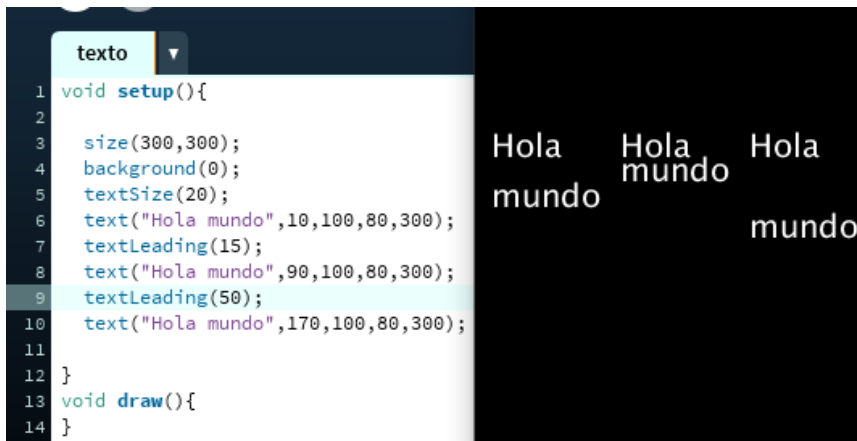 texto ▼
1 void setup(){
2
3   size(300,300);
4   background(0);
5   textSize(20);
6   text("Hola mundo",10,100,80,300);
7   textLeading(15);
8   text("Hola mundo",90,100,80,300);
9   textLeading(50);
10   text("Hola mundo",170,100,80,300);
11
12 }
13 void draw(){
14 }
Hola
mundo
Hola
mundo
Hola
mundo